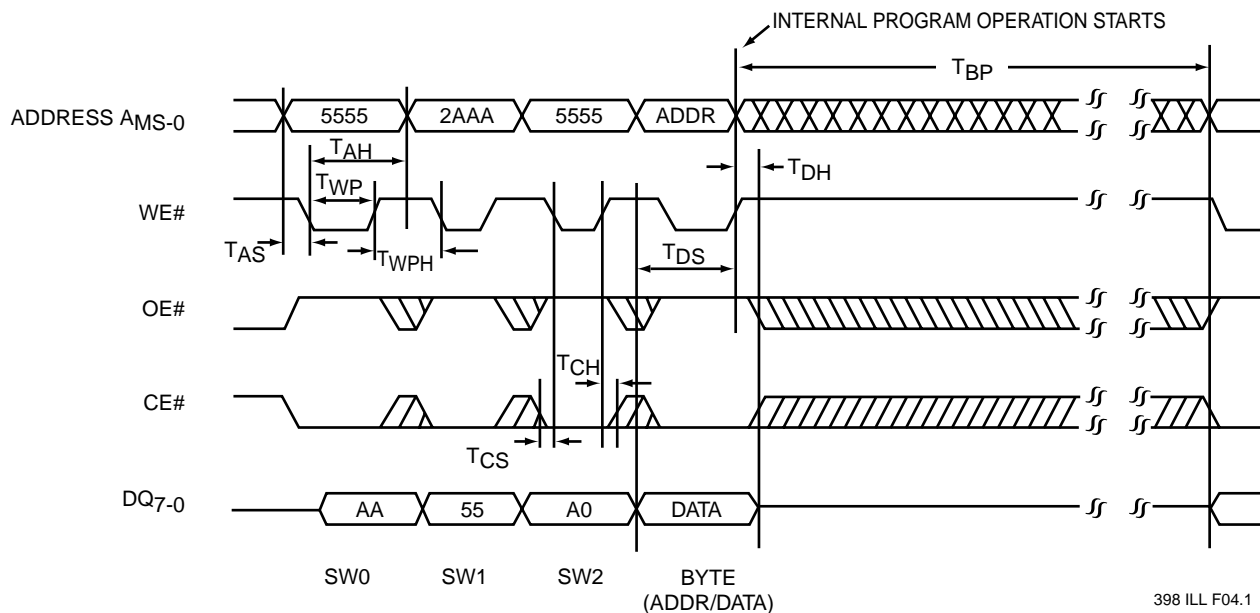 INTERNAL PROGRAM OPERATION STARTS
TBP
ADDRESS AMS-0
5555
2AAA
5555
ADDR
TAH
TDH
TWP
WE#
TAS
TWPH
TDS
OE#
TCH
CE#
TCS
DQ7-0
AA
55
A0
DATA
SW0
SW1
SW2
BYTE
(ADDR/DATA)
398 ILL F04.1